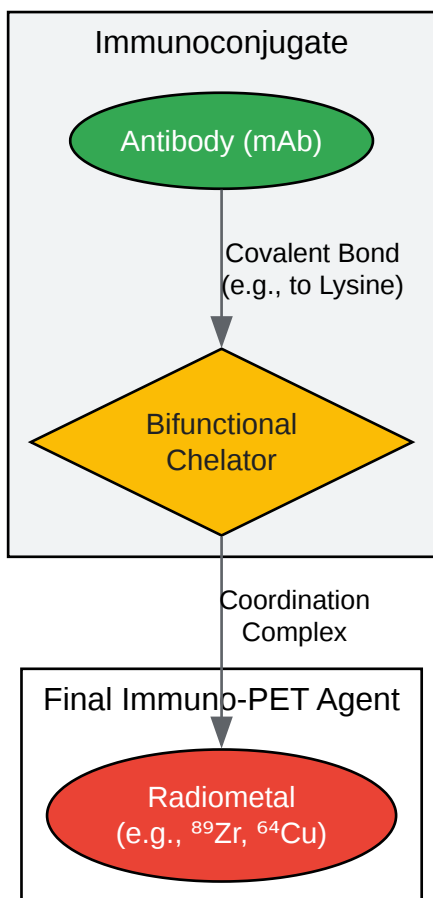 Immunoconjugate
Antibody (mAb)
Covalent Bond
(e.g., to Lysine)
Bifunctional
Chelator
Coordination
Complex
Final Immuno-PET Agent
Radiometal
(e.g., ⁸⁹Zr, ⁶⁴Cu)